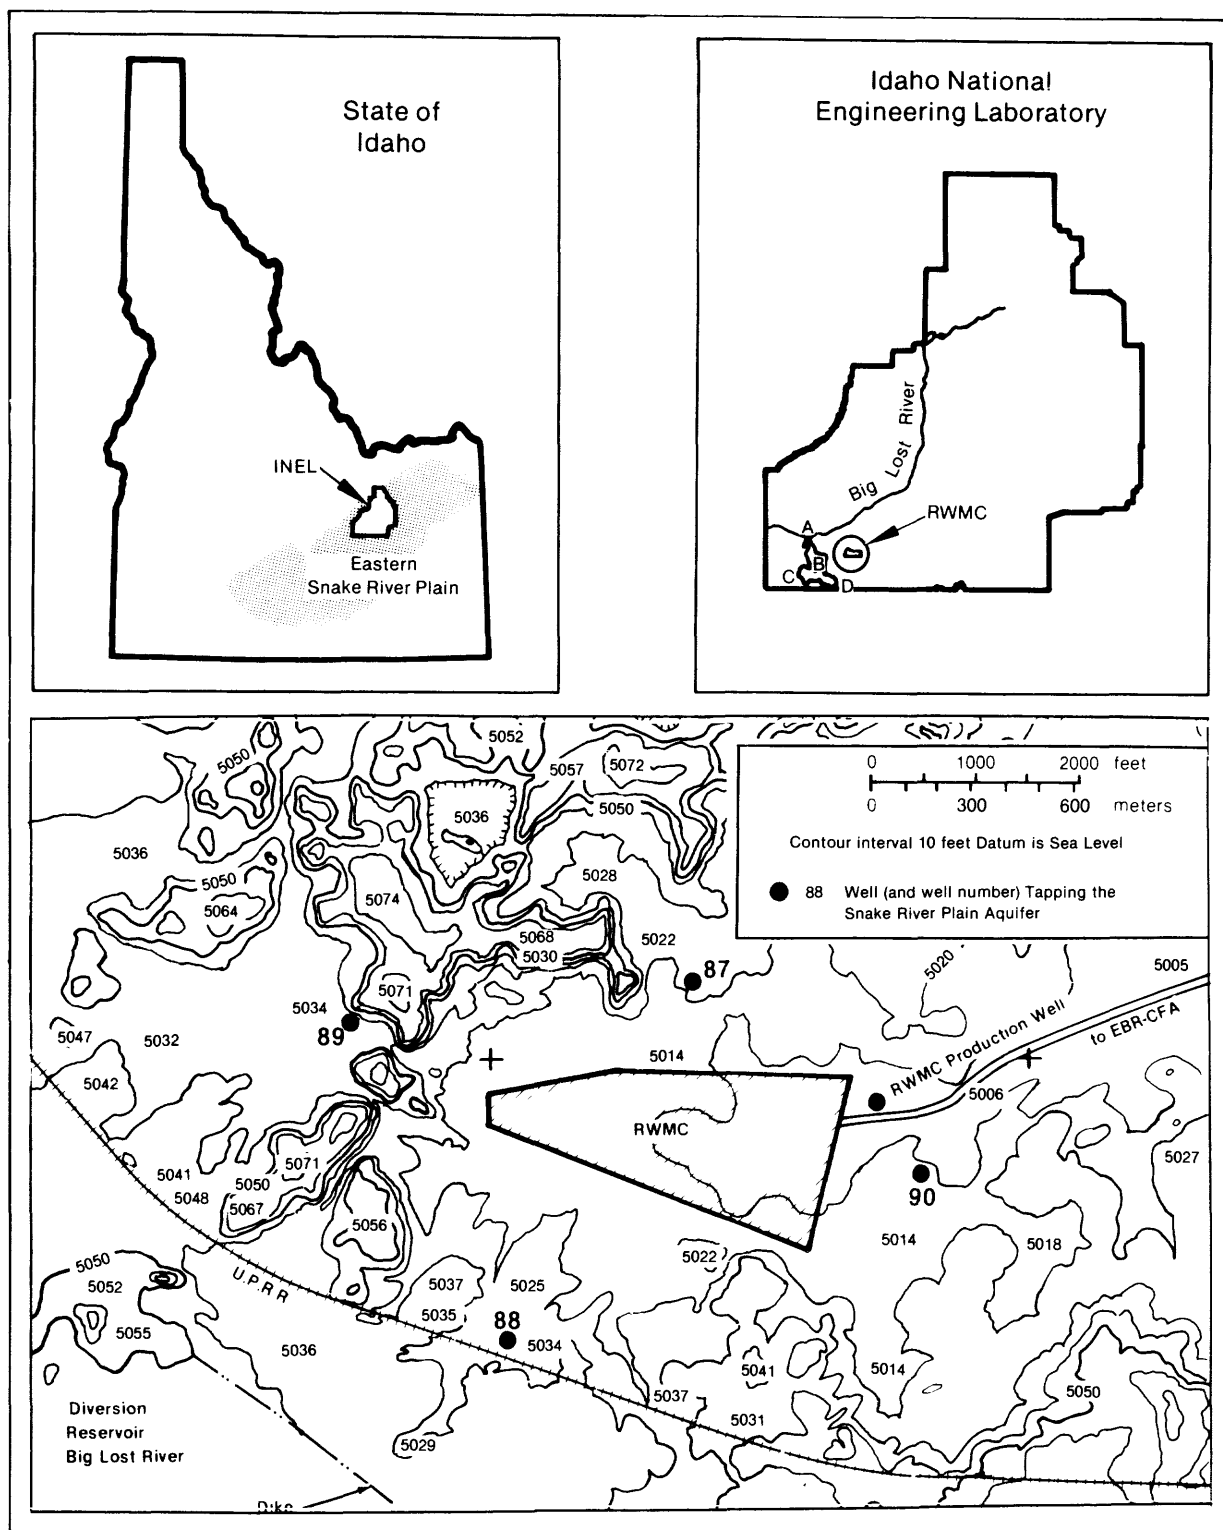 State of
Idaho
INEL
Eastern
Snake River Plain
Idaho National
Engineering Laboratory
Big Lost River
RWMC
A
B
C
D
5052
5050
5057
5072
0 1000 2000 feet
0 300 600 meters
5036
5050
Contour interval 10 feet Datum is Sea Level
5036
5050
5064
5074
5028
88 Well (and well number) Tapping the
Snake River Plain Aquifer
5068
5030
5022
87
5020
5005
5071
5034
89
5047
5032
5042
5014
RWMC Production Well
to EBR-CFA
5006
RWMC
5041
5071
5050
5048
5067
5056
5027
90
5014
5018
5022
5050
5052
5055
U.P.R.R
5037
5025
5035
88
5034
5036
5041
5014
5050
5037
5031
5029
Diversion
Reservoir
Big Lost River
Dike